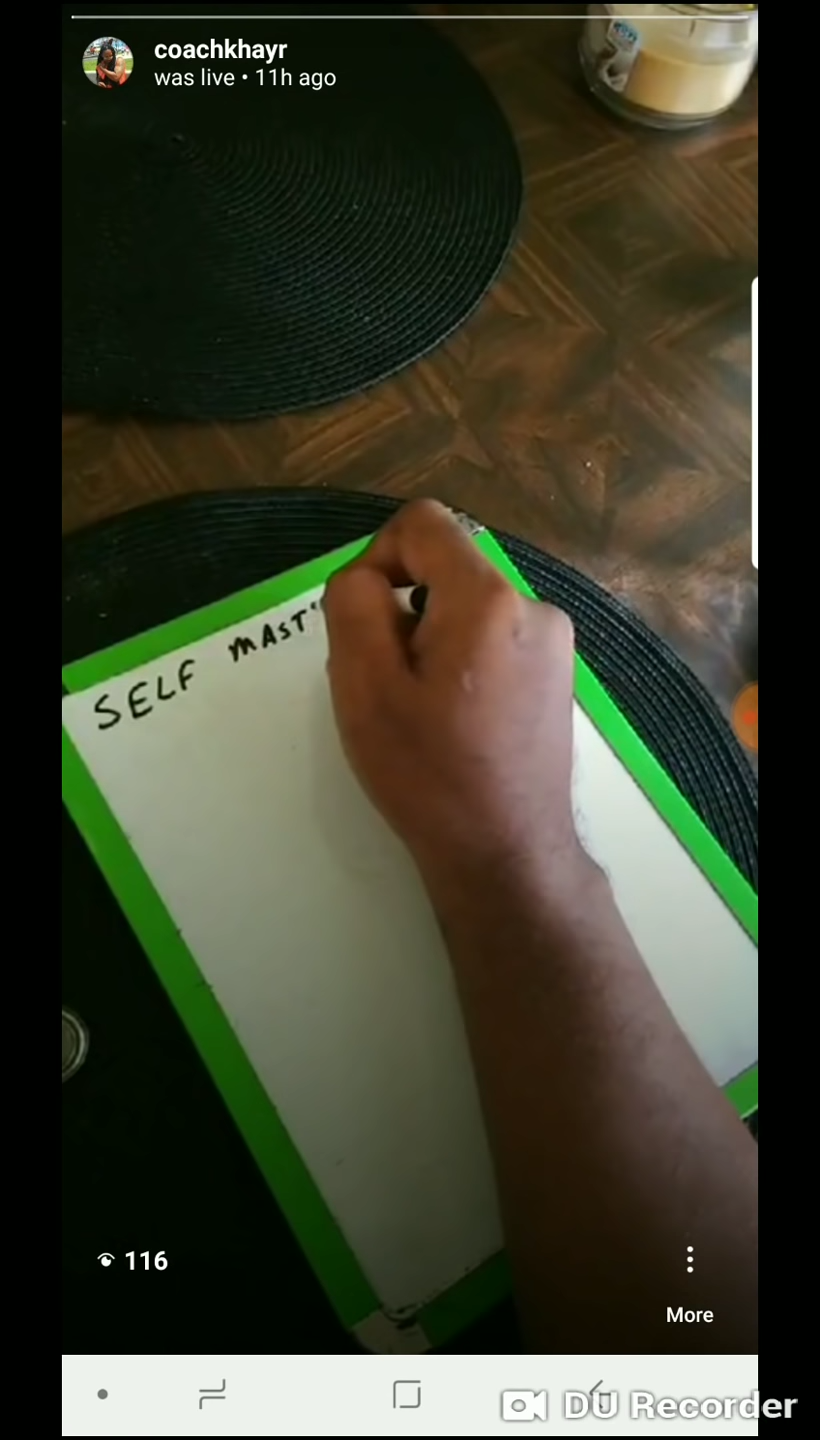 coachkhayr
was live • 11h ago
SELF MAST
116
More
DU Recorder